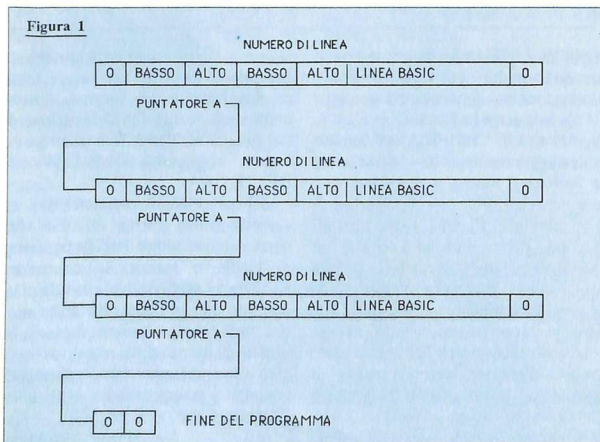 Figura 1
NUMERO DI LINEA
0 BASSO ALTO BASSO ALTO LINEA BASIC 0
PUNTATORE A
NUMERO DI LINEA
0 BASSO ALTO BASSO ALTO LINEA BASIC 0
PUNTATORE A
NUMERO DI LINEA
0 BASSO ALTO BASSO ALTO LINEA BASIC 0
PUNTATORE A
0 0 FINE DEL PROGRAMMA